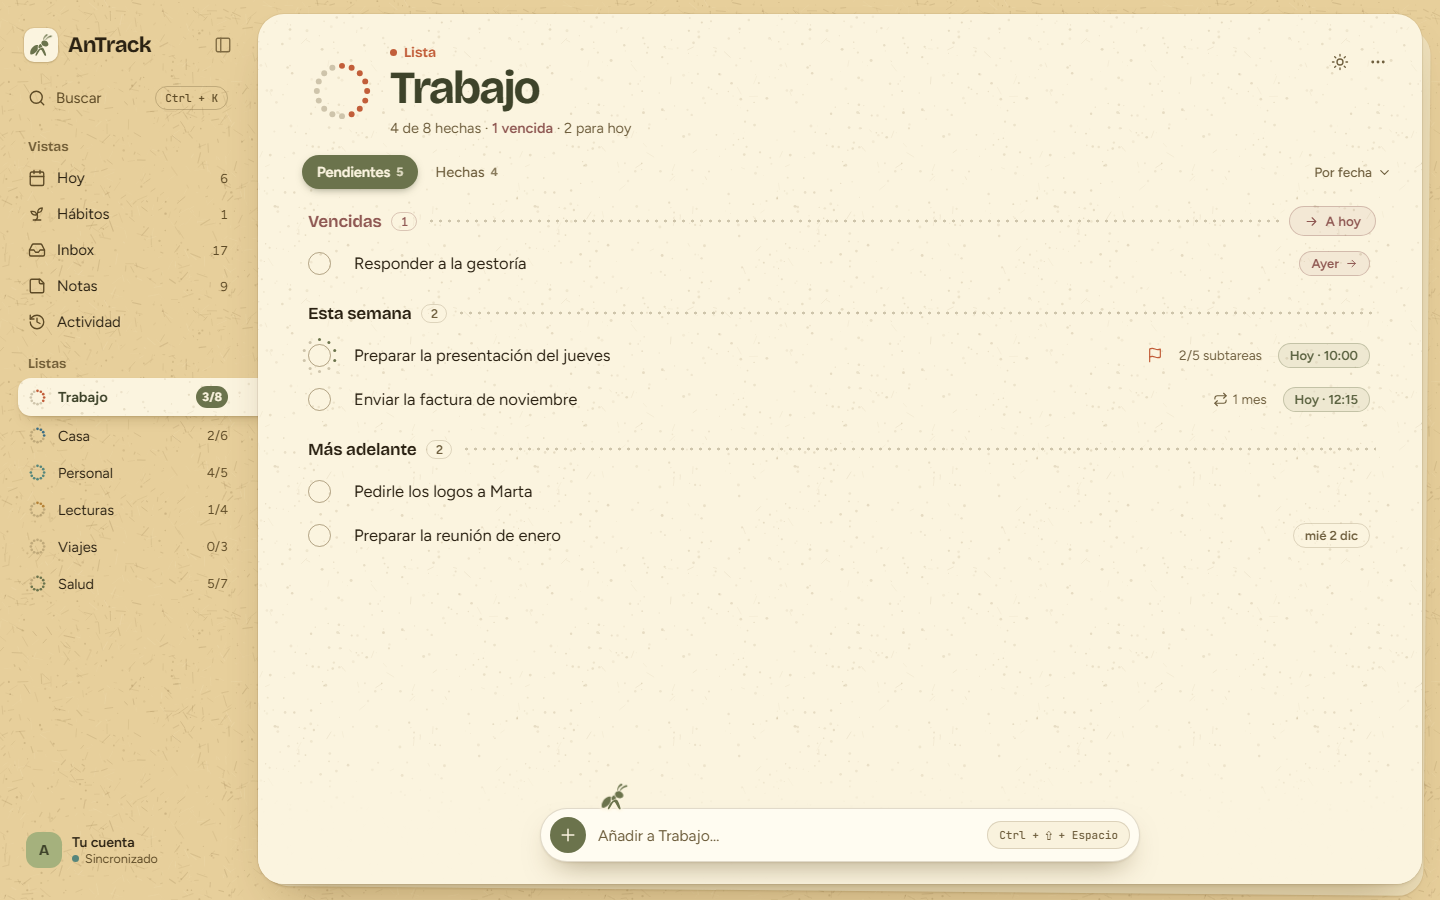 AnTrack
Buscar Ctrl + K
Vistas
Hoy 6
Hábitos 1
Inbox 17
Notas 9
Actividad
Listas
Trabajo 3/8
Casa 2/6
Personal 4/5
Lecturas 1/4
Viajes 0/3
Salud 5/7
A
Tu cuenta
Sincronizado
Lista
Trabajo
4 de 8 hechas · 1 vencida · 2 para hoy
Pendientes 5 Hechas 4 Por fecha
Vencidas 1 → A hoy
Responder a la gestoría Ayer →
Esta semana 2
Preparar la presentación del jueves 2/5 subtareas Hoy · 10:00
Enviar la factura de noviembre 1 mes Hoy · 12:15
Más adelante 2
Pedirle los logos a Marta
Preparar la reunión de enero mié 2 dic
Añadir a Trabajo... Ctrl + ⇧ + Espacio